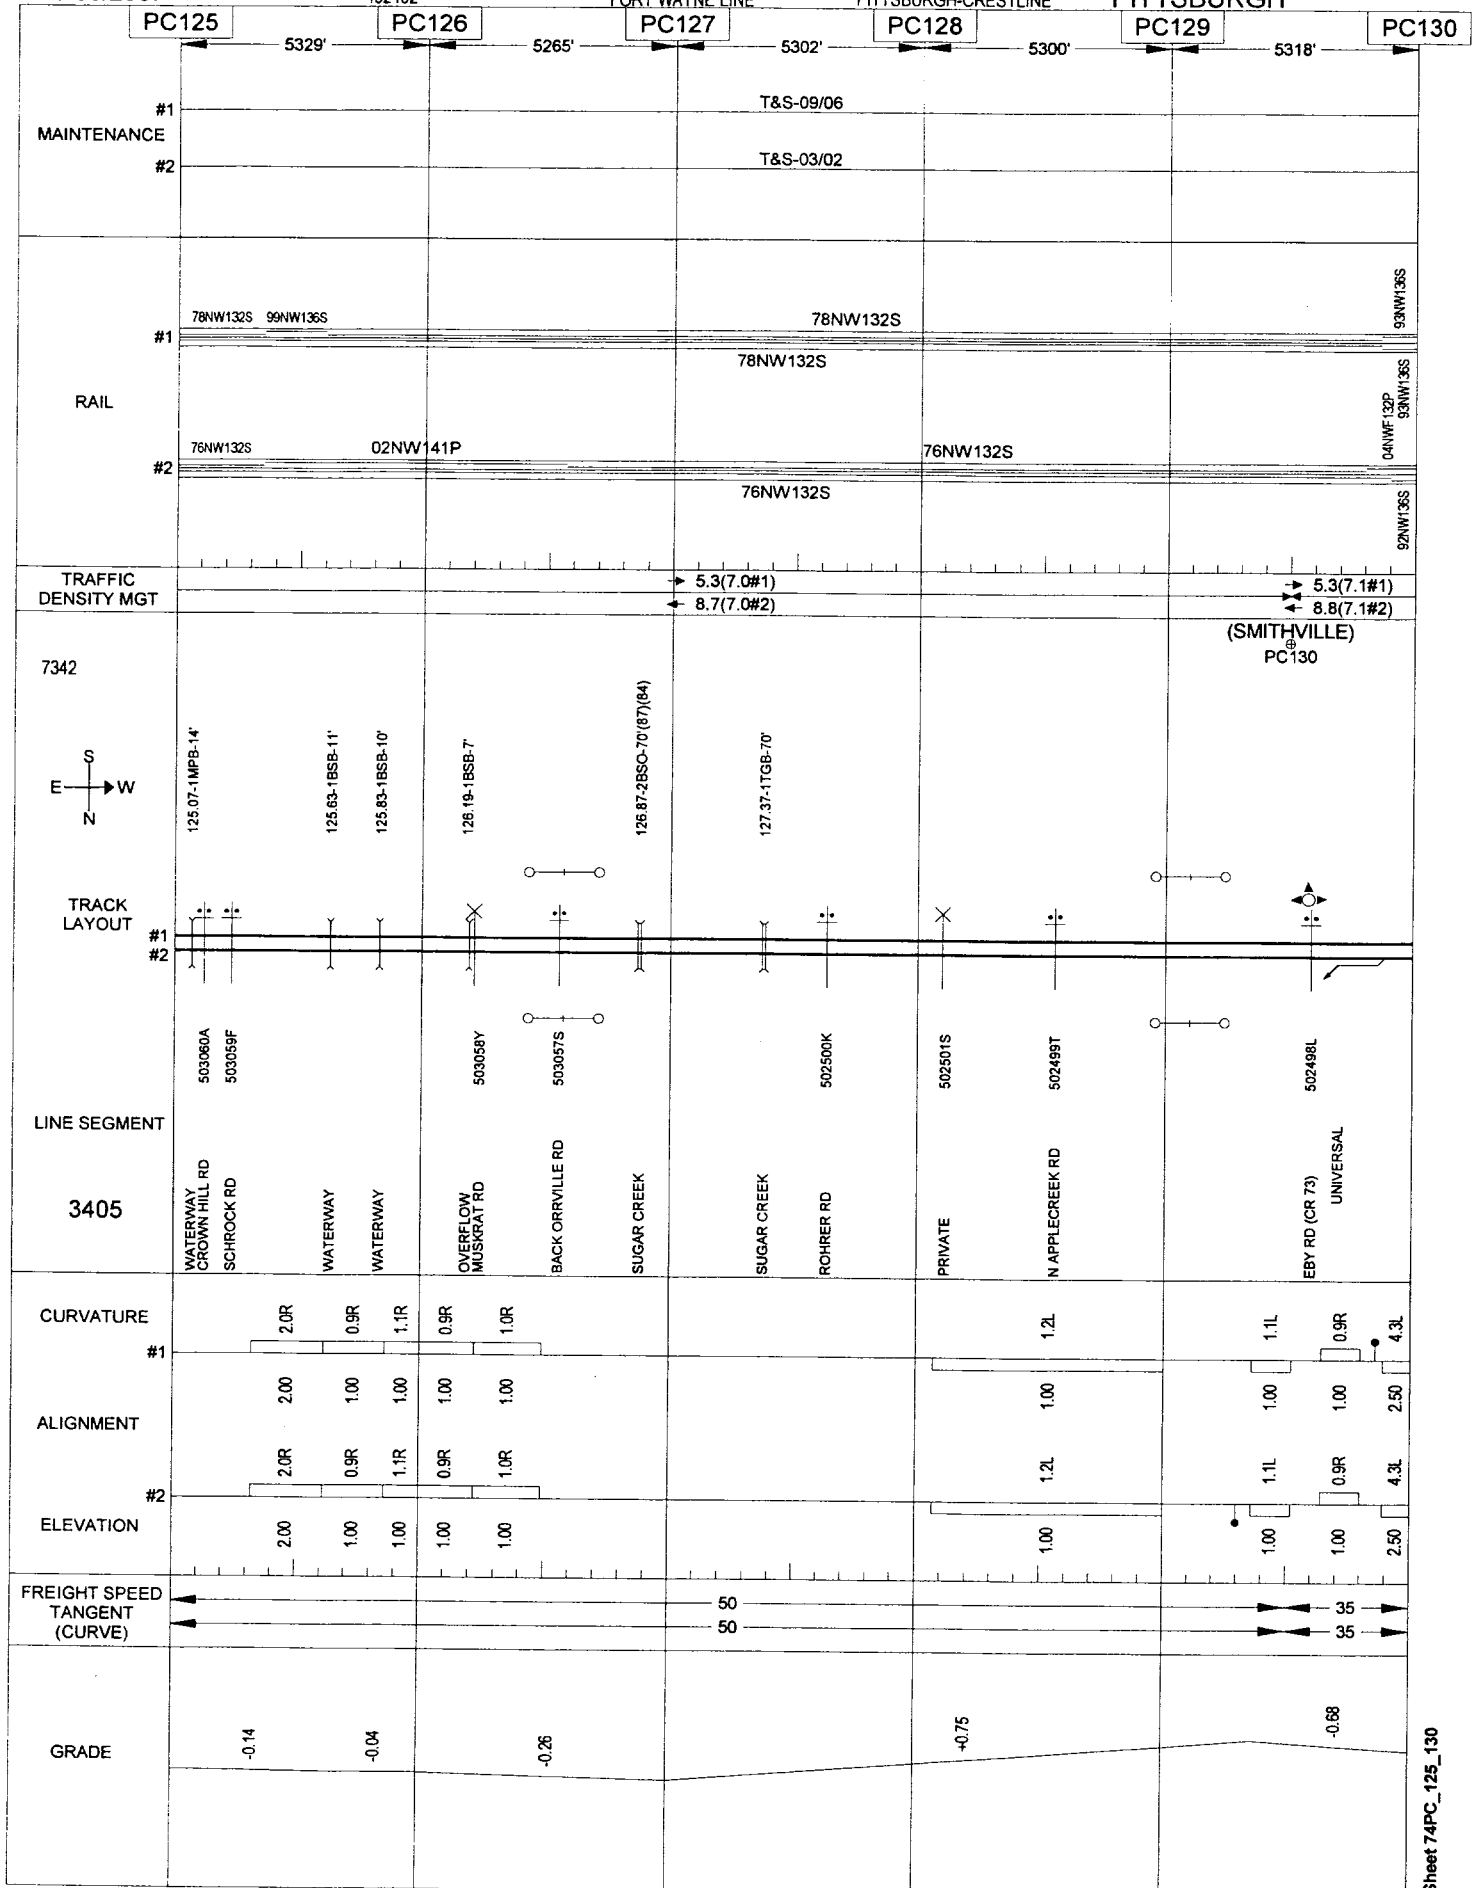 FORT WAYNE LINE PITTSBURGH-CRESTLINE PITTSBURGH
PC125 PC126 PC127 PC128 PC129 PC130
5329' 5265' 5302' 5300' 5318'
MAINTENANCE
#1 T&S-09/06
#2 T&S-03/02
RAIL
78NW132S 99NW136S 78NW132S 93NW136S
#1
78NW132S 93NW136S
04NWF132P
76NW132S 02NW141P 76NW132S
#2
76NW132S 92NW136S
TRAFFIC
DENSITY MGT
5.3(7.0#1) 5.3(7.1#1)
8.7(7.0#2) 8.8(7.1#2)
(SMITHVILLE)
PC130
7342
S
E W
N
125.07-1MPB-14'
125.63-1BSB-11'
125.83-1BSB-10'
126.19-1BSB-7'
126.87-2BSO-70'(87)(84)
127.37-1TGB-70'
TRACK
LAYOUT
#1
#2
503060A
503059F
503058Y
503057S
502500K
502501S
502499T
502498L
LINE SEGMENT
3405
WATERWAY
CROWN HILL RD
SCHROCK RD
WATERWAY
WATERWAY
OVERFLOW
MUSKRAT RD
BACK ORRVILLE RD
SUGAR CREEK
SUGAR CREEK
ROHRER RD
PRIVATE
N APPLECREEK RD
EBY RD (CR 73)
UNIVERSAL
CURVATURE
2.0R 0.9R 1.1R 0.9R 1.0R 1.2L 1.1L 0.9R 4.3L
#1
2.00 1.00 1.00 1.00 1.00 1.00 1.00 1.00 2.50
ALIGNMENT
2.0R 0.9R 1.1R 0.9R 1.0R 1.2L 1.1L 0.9R 4.3L
#2
ELEVATION
2.00 1.00 1.00 1.00 1.00 1.00 1.00 1.00 2.50
FREIGHT SPEED
TANGENT
(CURVE)
50 35
50 35
GRADE
-0.14 -0.04 -0.26 +0.75 -0.68
Sheet 74PC_125_130